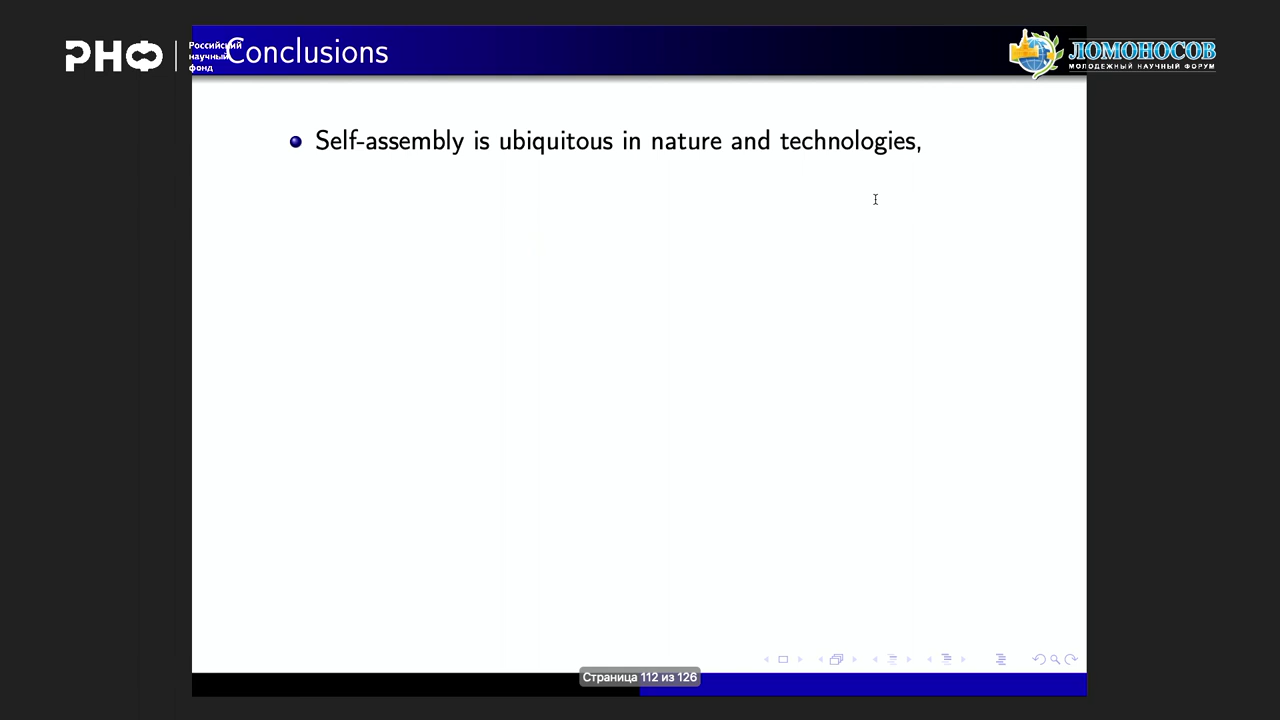 РНФ
Российский
научный
фонд
Conclusions
ЛОМОНОСОВ
МОЛОДЕЖНЫЙ НАУЧНЫЙ ФОРУМ
Self-assembly is ubiquitous in nature and technologies,
Страница 112 из 126